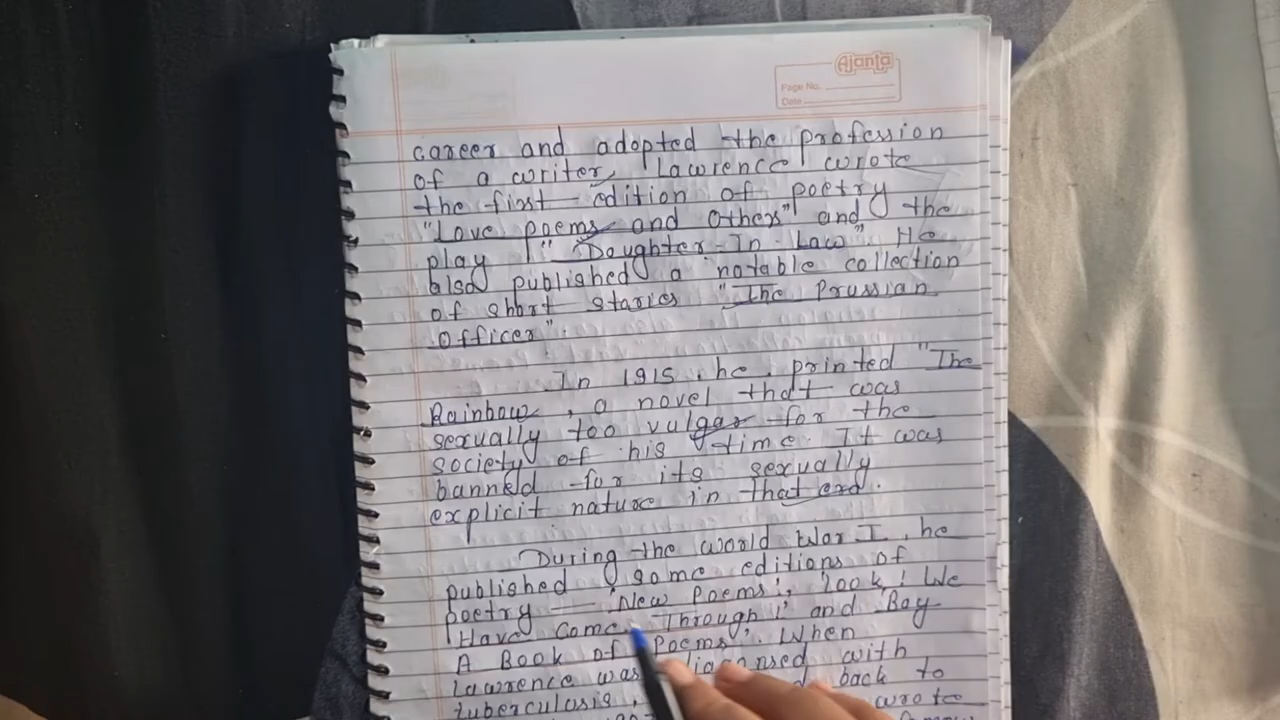 Ajanta
Page No.
Date
career and adopted the profession
of a writer, Lawrence wrote
the first edition of poetry
"Love poems and Others" and the
play "Daughter-In-Law". He
also published a notable collection
of short stories "The Prussian
Officer".
In 1915, he printed "The
Rainbow, a novel that was
sexually too vulgar for the
society of his time. It was
banned for its sexually
explicit nature in that era.
During the world War I, he
published some editions of
poetry — 'New Poems', 'Look! We
Have Come Through!' and 'Bay
A Book of Poems'. When
Lawrence was with
tuberculosis, back to
wrote